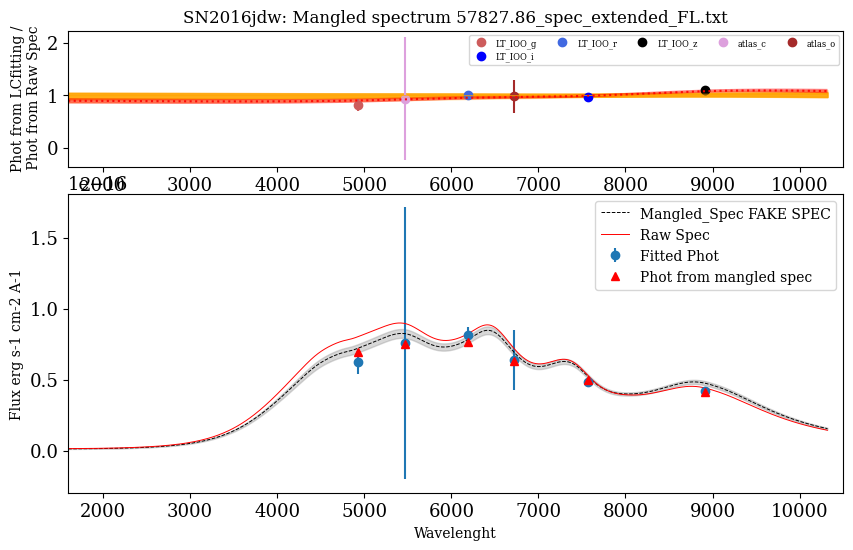 SN2016jdw: Mangled spectrum 57827.86_spec_extended_FL.txt
Phot from LCfitting /
Phot from Raw Spec
2
1
0
LT_IOO_g LT_IOO_r LT_IOO_z atlas_c atlas_o
LT_IOO_i
2000 3000 4000 5000 6000 7000 8000 9000 10000
1e−16
Flux erg s-1 cm-2 A-1
1.5
1.0
0.5
0.0
Mangled_Spec FAKE SPEC
Raw Spec
Fitted Phot
Phot from mangled spec
2000 3000 4000 5000 6000 7000 8000 9000 10000
Wavelenght